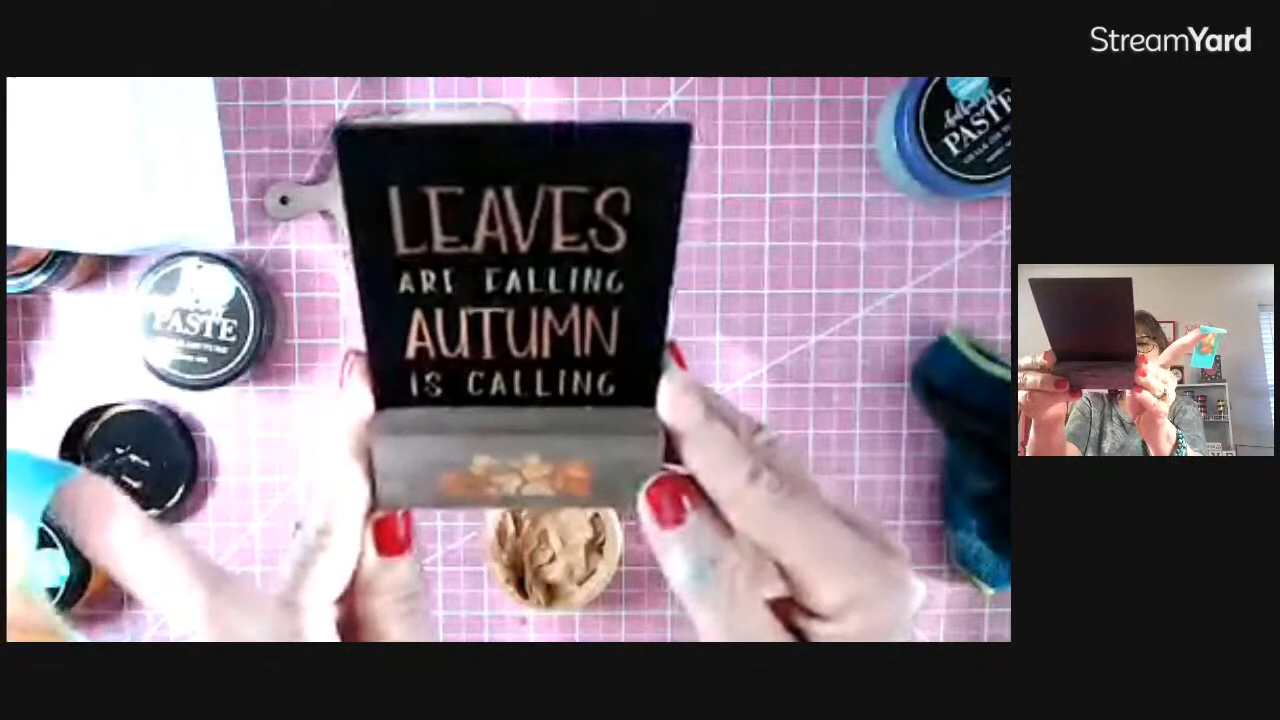 StreamYard
PASTE
LEAVES
ARE FALLING
AUTUMN
IS CALLING
PASTE